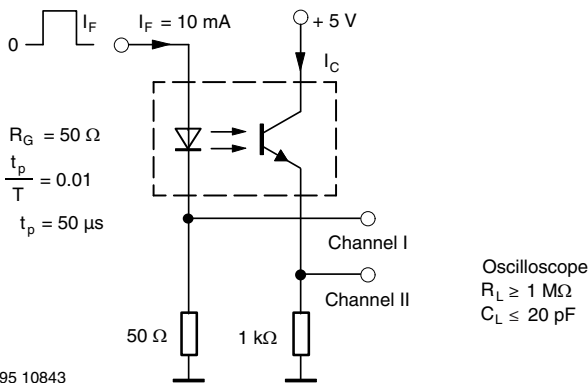 0
I_F
I_F = 10 mA
+ 5 V
I_C
R_G = 50 Ω
t_p
T
= 0.01
t_p = 50 µs
Channel I
Channel II
Oscilloscope
R_L ≥ 1 MΩ
C_L ≤ 20 pF
50 Ω
1 kΩ
95 10843